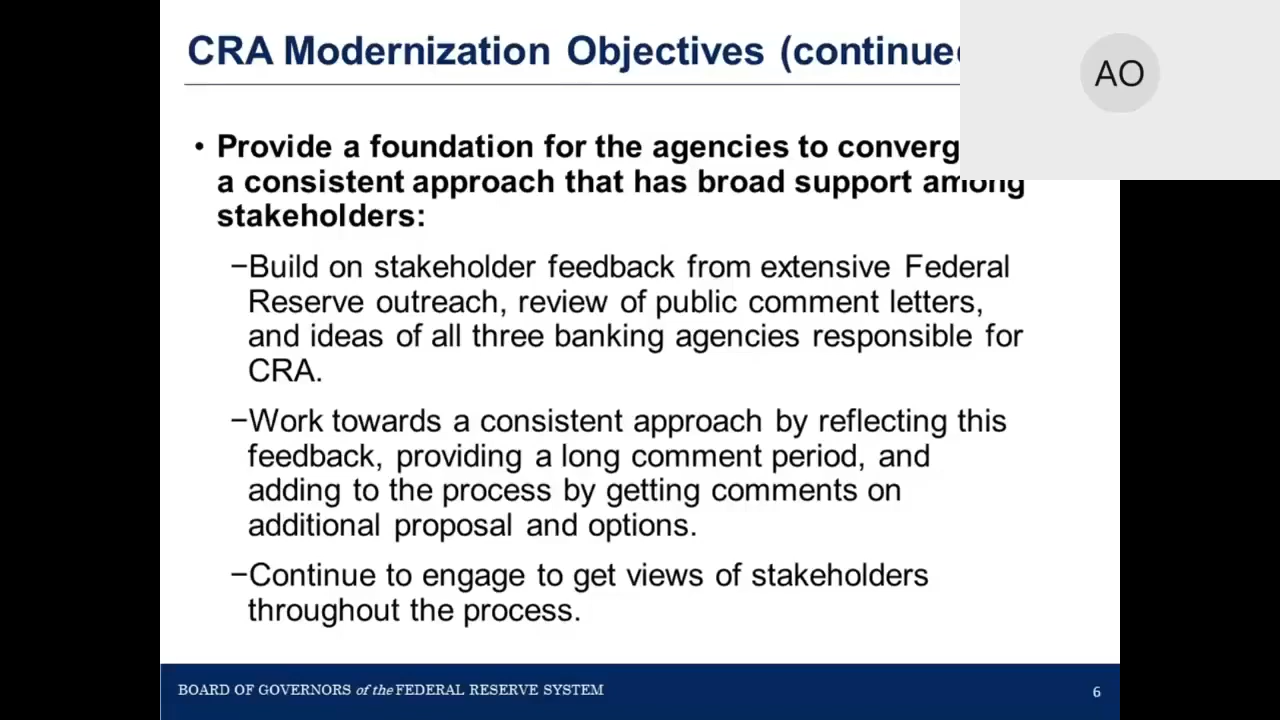 CRA Modernization Objectives (continue
AO
• Provide a foundation for the agencies to converg
a consistent approach that has broad support among
stakeholders:
–Build on stakeholder feedback from extensive Federal
Reserve outreach, review of public comment letters,
and ideas of all three banking agencies responsible for
CRA.
–Work towards a consistent approach by reflecting this
feedback, providing a long comment period, and
adding to the process by getting comments on
additional proposal and options.
–Continue to engage to get views of stakeholders
throughout the process.
BOARD OF GOVERNORS of the FEDERAL RESERVE SYSTEM
6